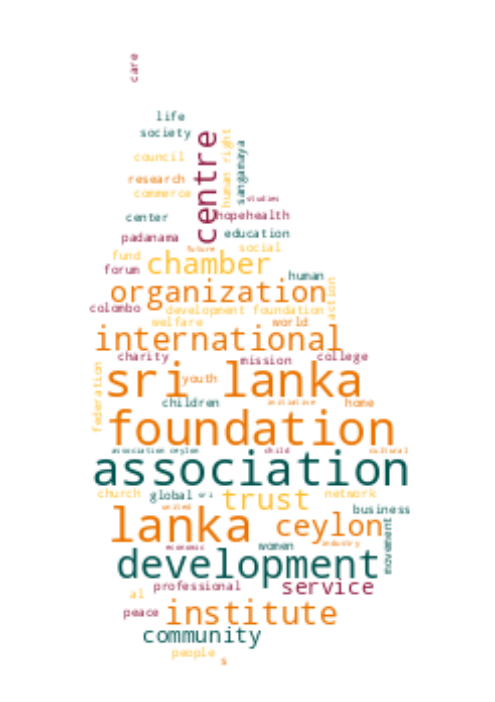 care
life
society
centre
human right
sangamaya
council
research
commerce
studies
center
hopehealth
padanama
education
future
social
fund
chamber
forum
human
organization
action
colombo
development foundation
welfare
world
international
charity
mission
college
federation
sri lanka
youth
children
initiative
home
foundation
association ceylon
child
cultural
association
church
global
sri
trust
network
united
business
lanka
ceylon
movement
economic
women
industry
development
professional
service
al
peace
institute
community
people
s